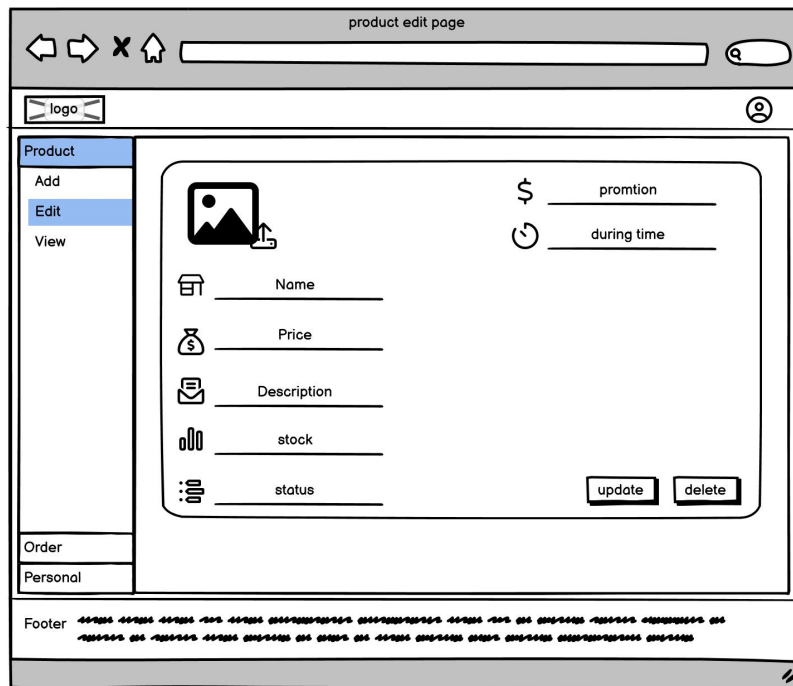 product edit page
logo
Product
Add
Edit
View
promtion
during time
Name
Price
Description
stock
status
update
delete
Order
Personal
Footer